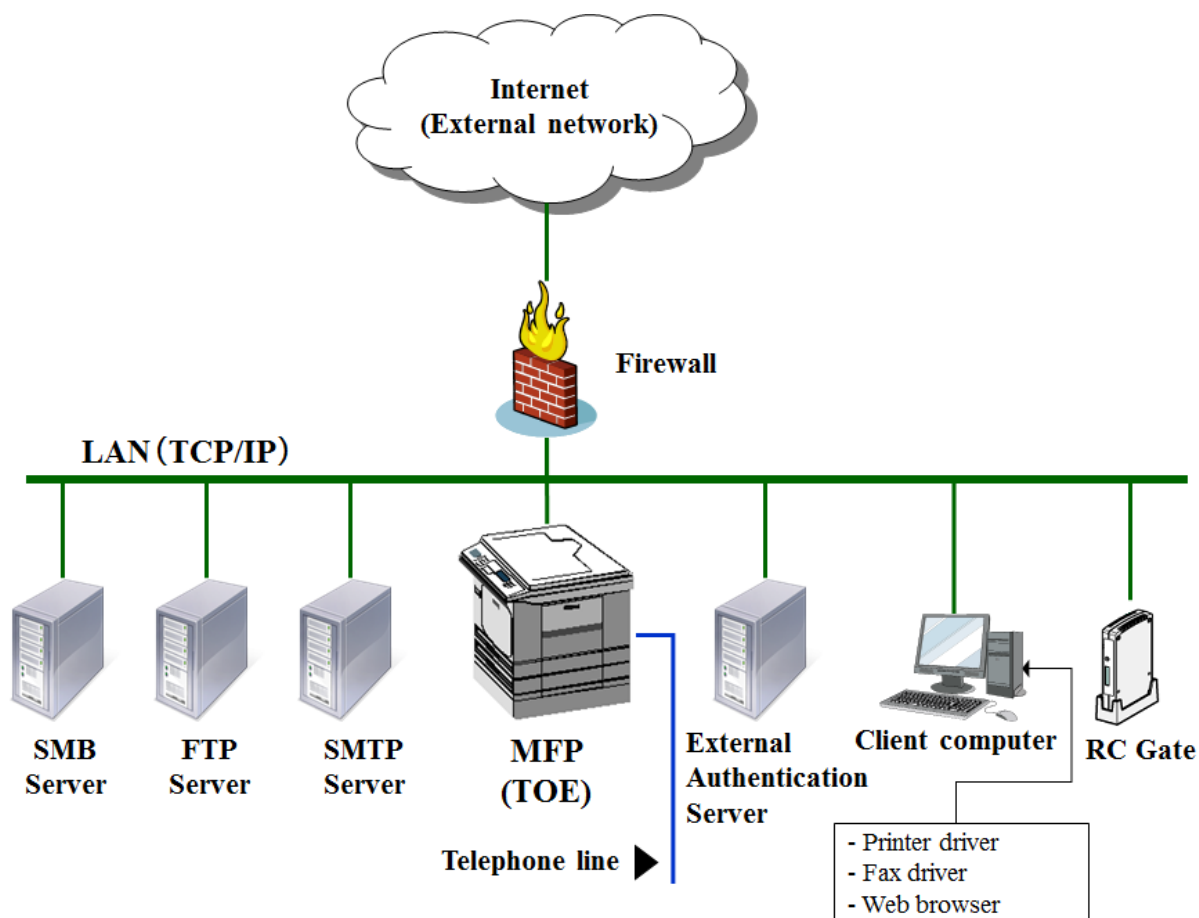 Internet
(External network)
Firewall
LAN（TCP/IP）
SMB
Server
FTP
Server
SMTP
Server
MFP
(TOE)
External
Authentication
Server
Client computer
RC Gate
Telephone line
- Printer driver
- Fax driver
- Web browser